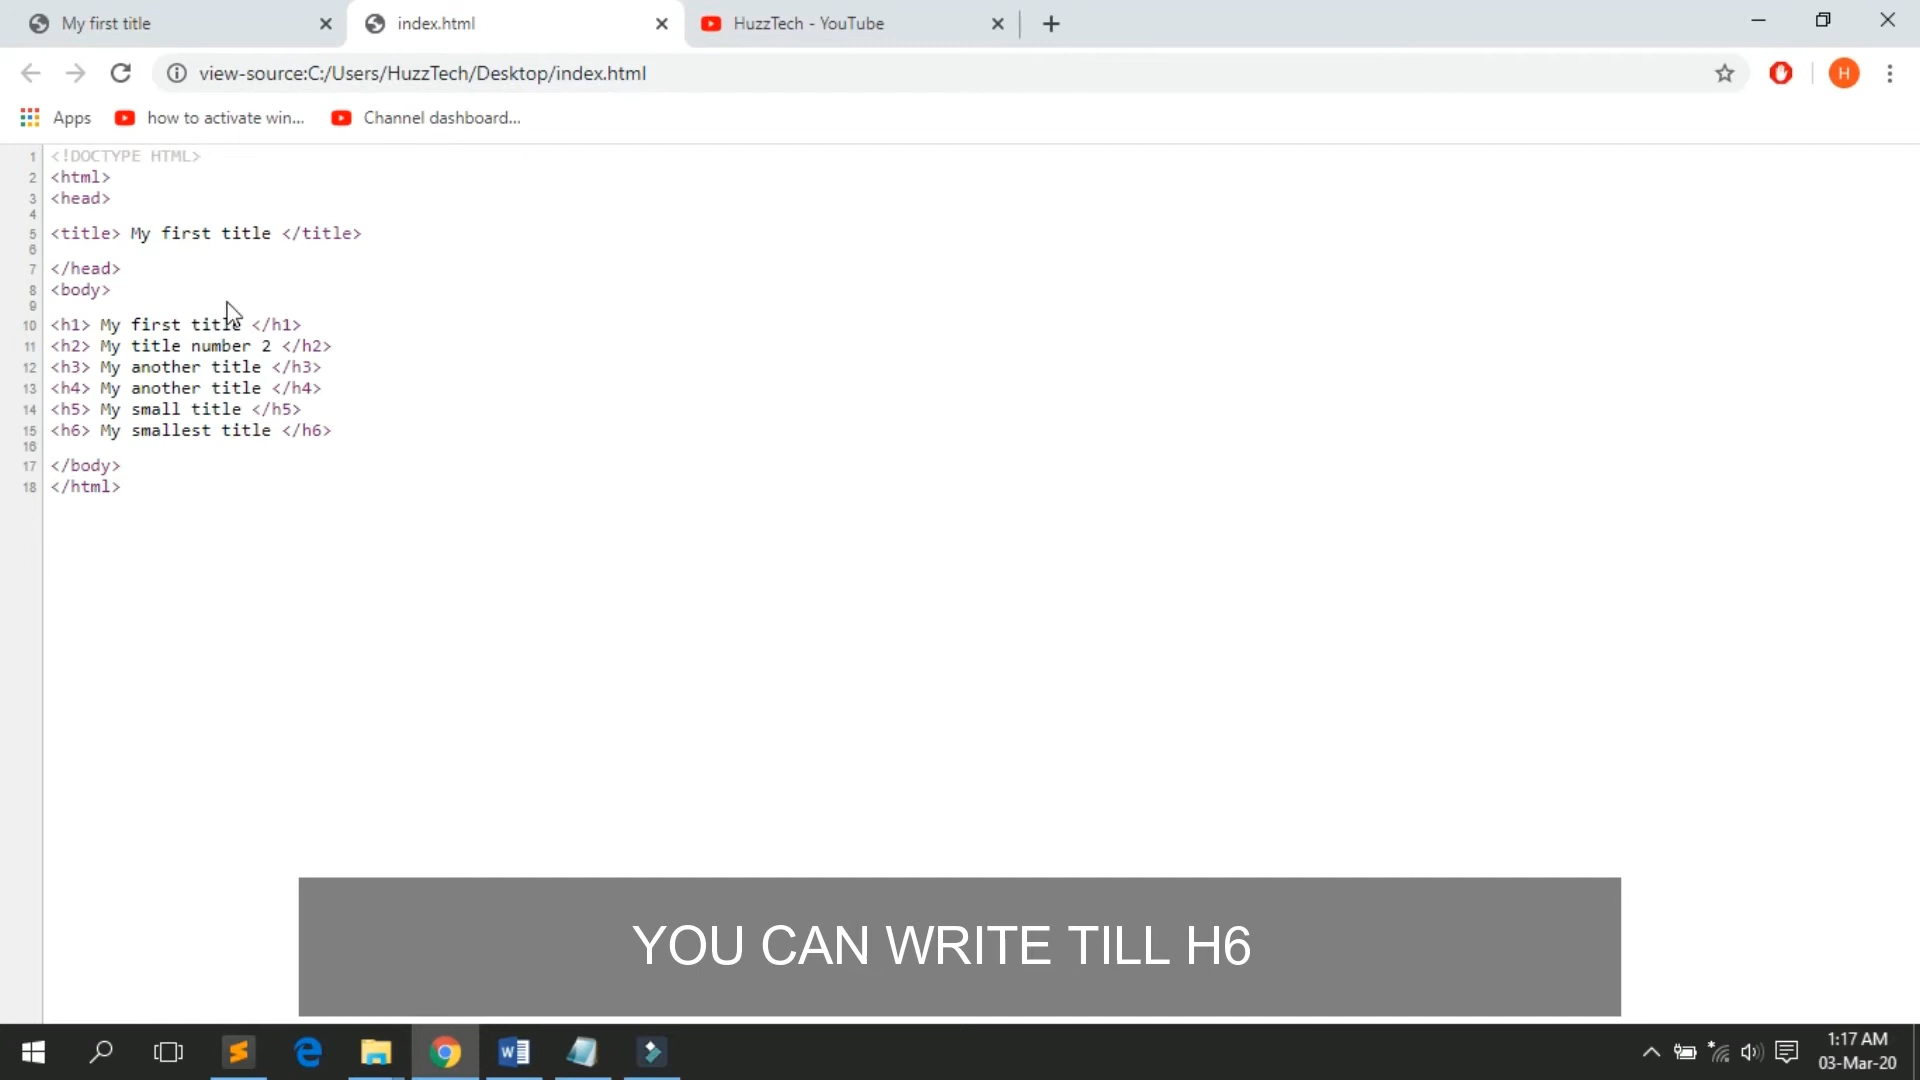 My first title
index.html
HuzzTech - YouTube
view-source:C:/Users/HuzzTech/Desktop/index.html
H
Apps
how to activate win...
Channel dashboard...
1 <!DOCTYPE HTML>
2 <html>
3 <head>
4
5 <title> My first title </title>
6
7 </head>
8 <body>
9
10 <h1> My first title </h1>
11 <h2> My title number 2 </h2>
12 <h3> My another title </h3>
13 <h4> My another title </h4>
14 <h5> My small title </h5>
15 <h6> My smallest title </h6>
16
17 </body>
18 </html>
YOU CAN WRITE TILL H6
1:17 AM
03-Mar-20